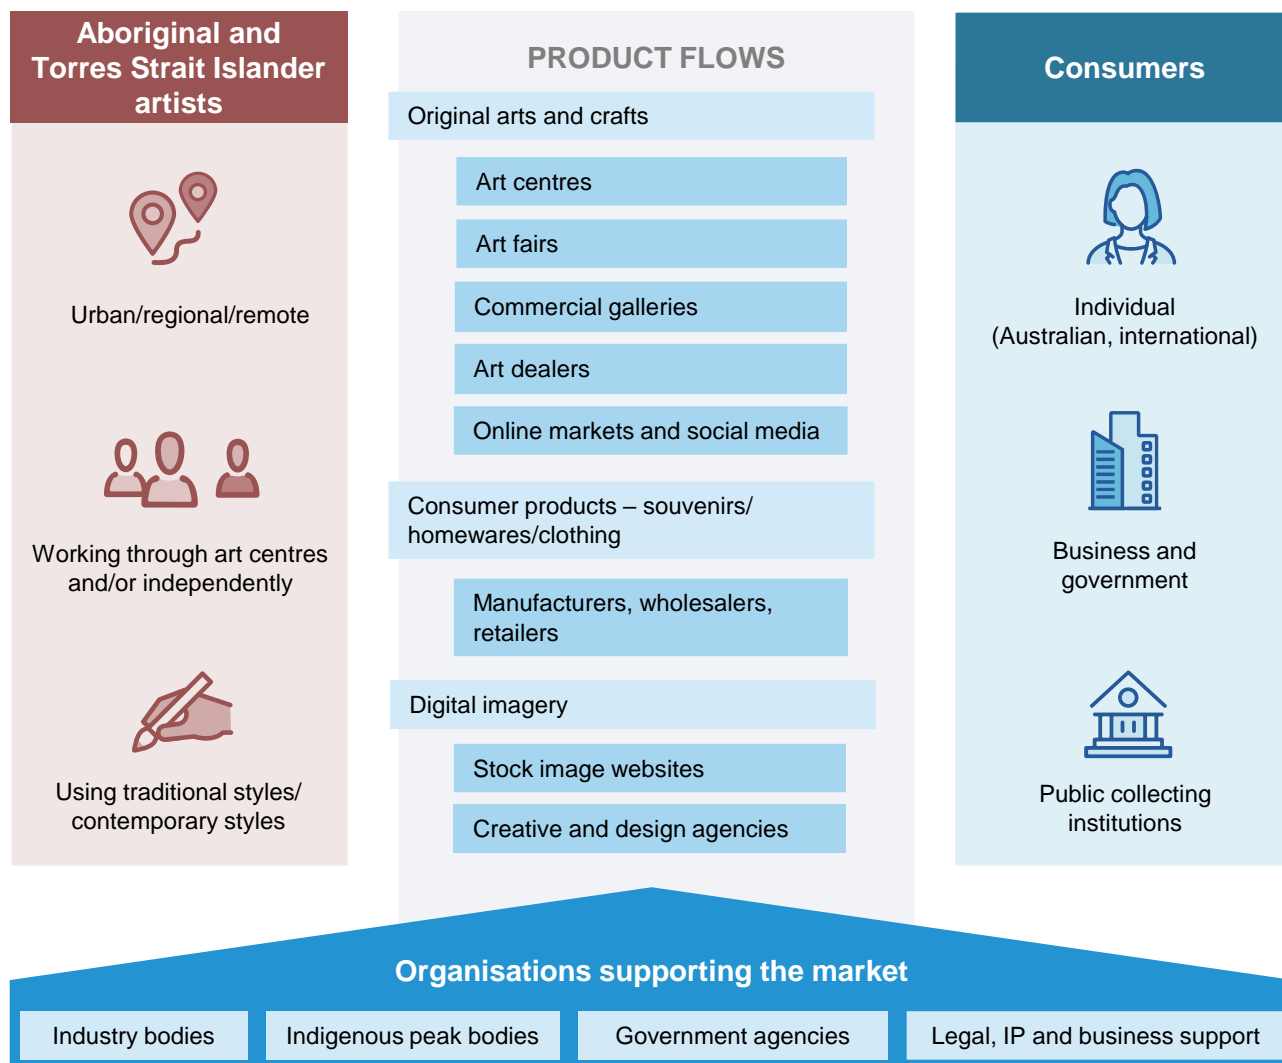 Aboriginal and
Torres Strait Islander
artists
Urban/regional/remote
Working through art centres
and/or independently
Using traditional styles/
contemporary styles
PRODUCT FLOWS
Original arts and crafts
Art centres
Art fairs
Commercial galleries
Art dealers
Online markets and social media
Consumer products – souvenirs/
homewares/clothing
Manufacturers, wholesalers,
retailers
Digital imagery
Stock image websites
Creative and design agencies
Consumers
Individual
(Australian, international)
Business and
government
Public collecting
institutions
Organisations supporting the market
Industry bodies
Indigenous peak bodies
Government agencies
Legal, IP and business support